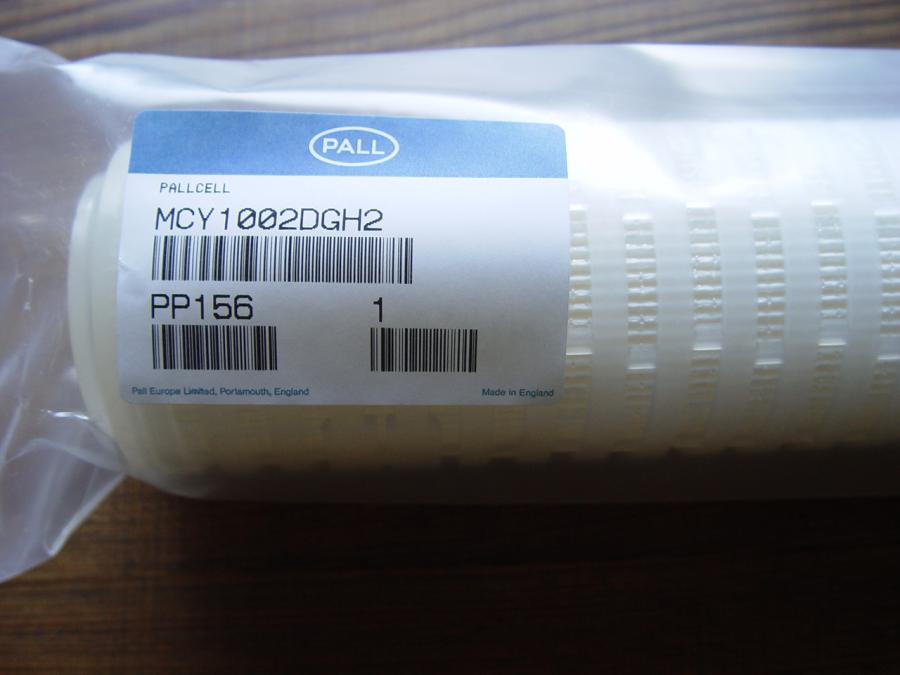 PALL
PALLCELL
MCY1002DGH2
PP156 1
Pall Europe Limited, Portsmouth, England Made in England